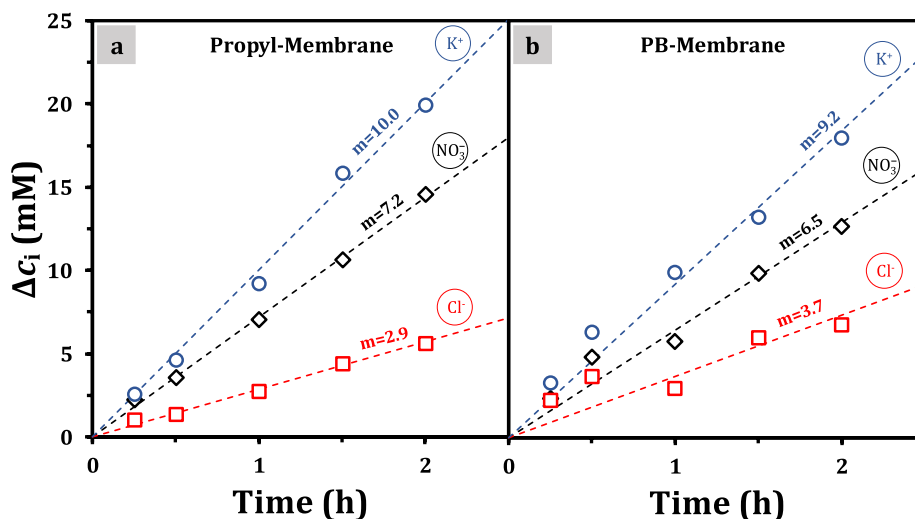 25
20
15
10
5
0
Δcᵢ (mM)
a
Propyl-Membrane
K⁺
m=10.0
NO₃⁻
m=7.2
Cl⁻
m=2.9
0
1
2
Time (h)
b
PB-Membrane
K⁺
m=9.2
NO₃⁻
m=6.5
Cl⁻
m=3.7
0
1
2
Time (h)